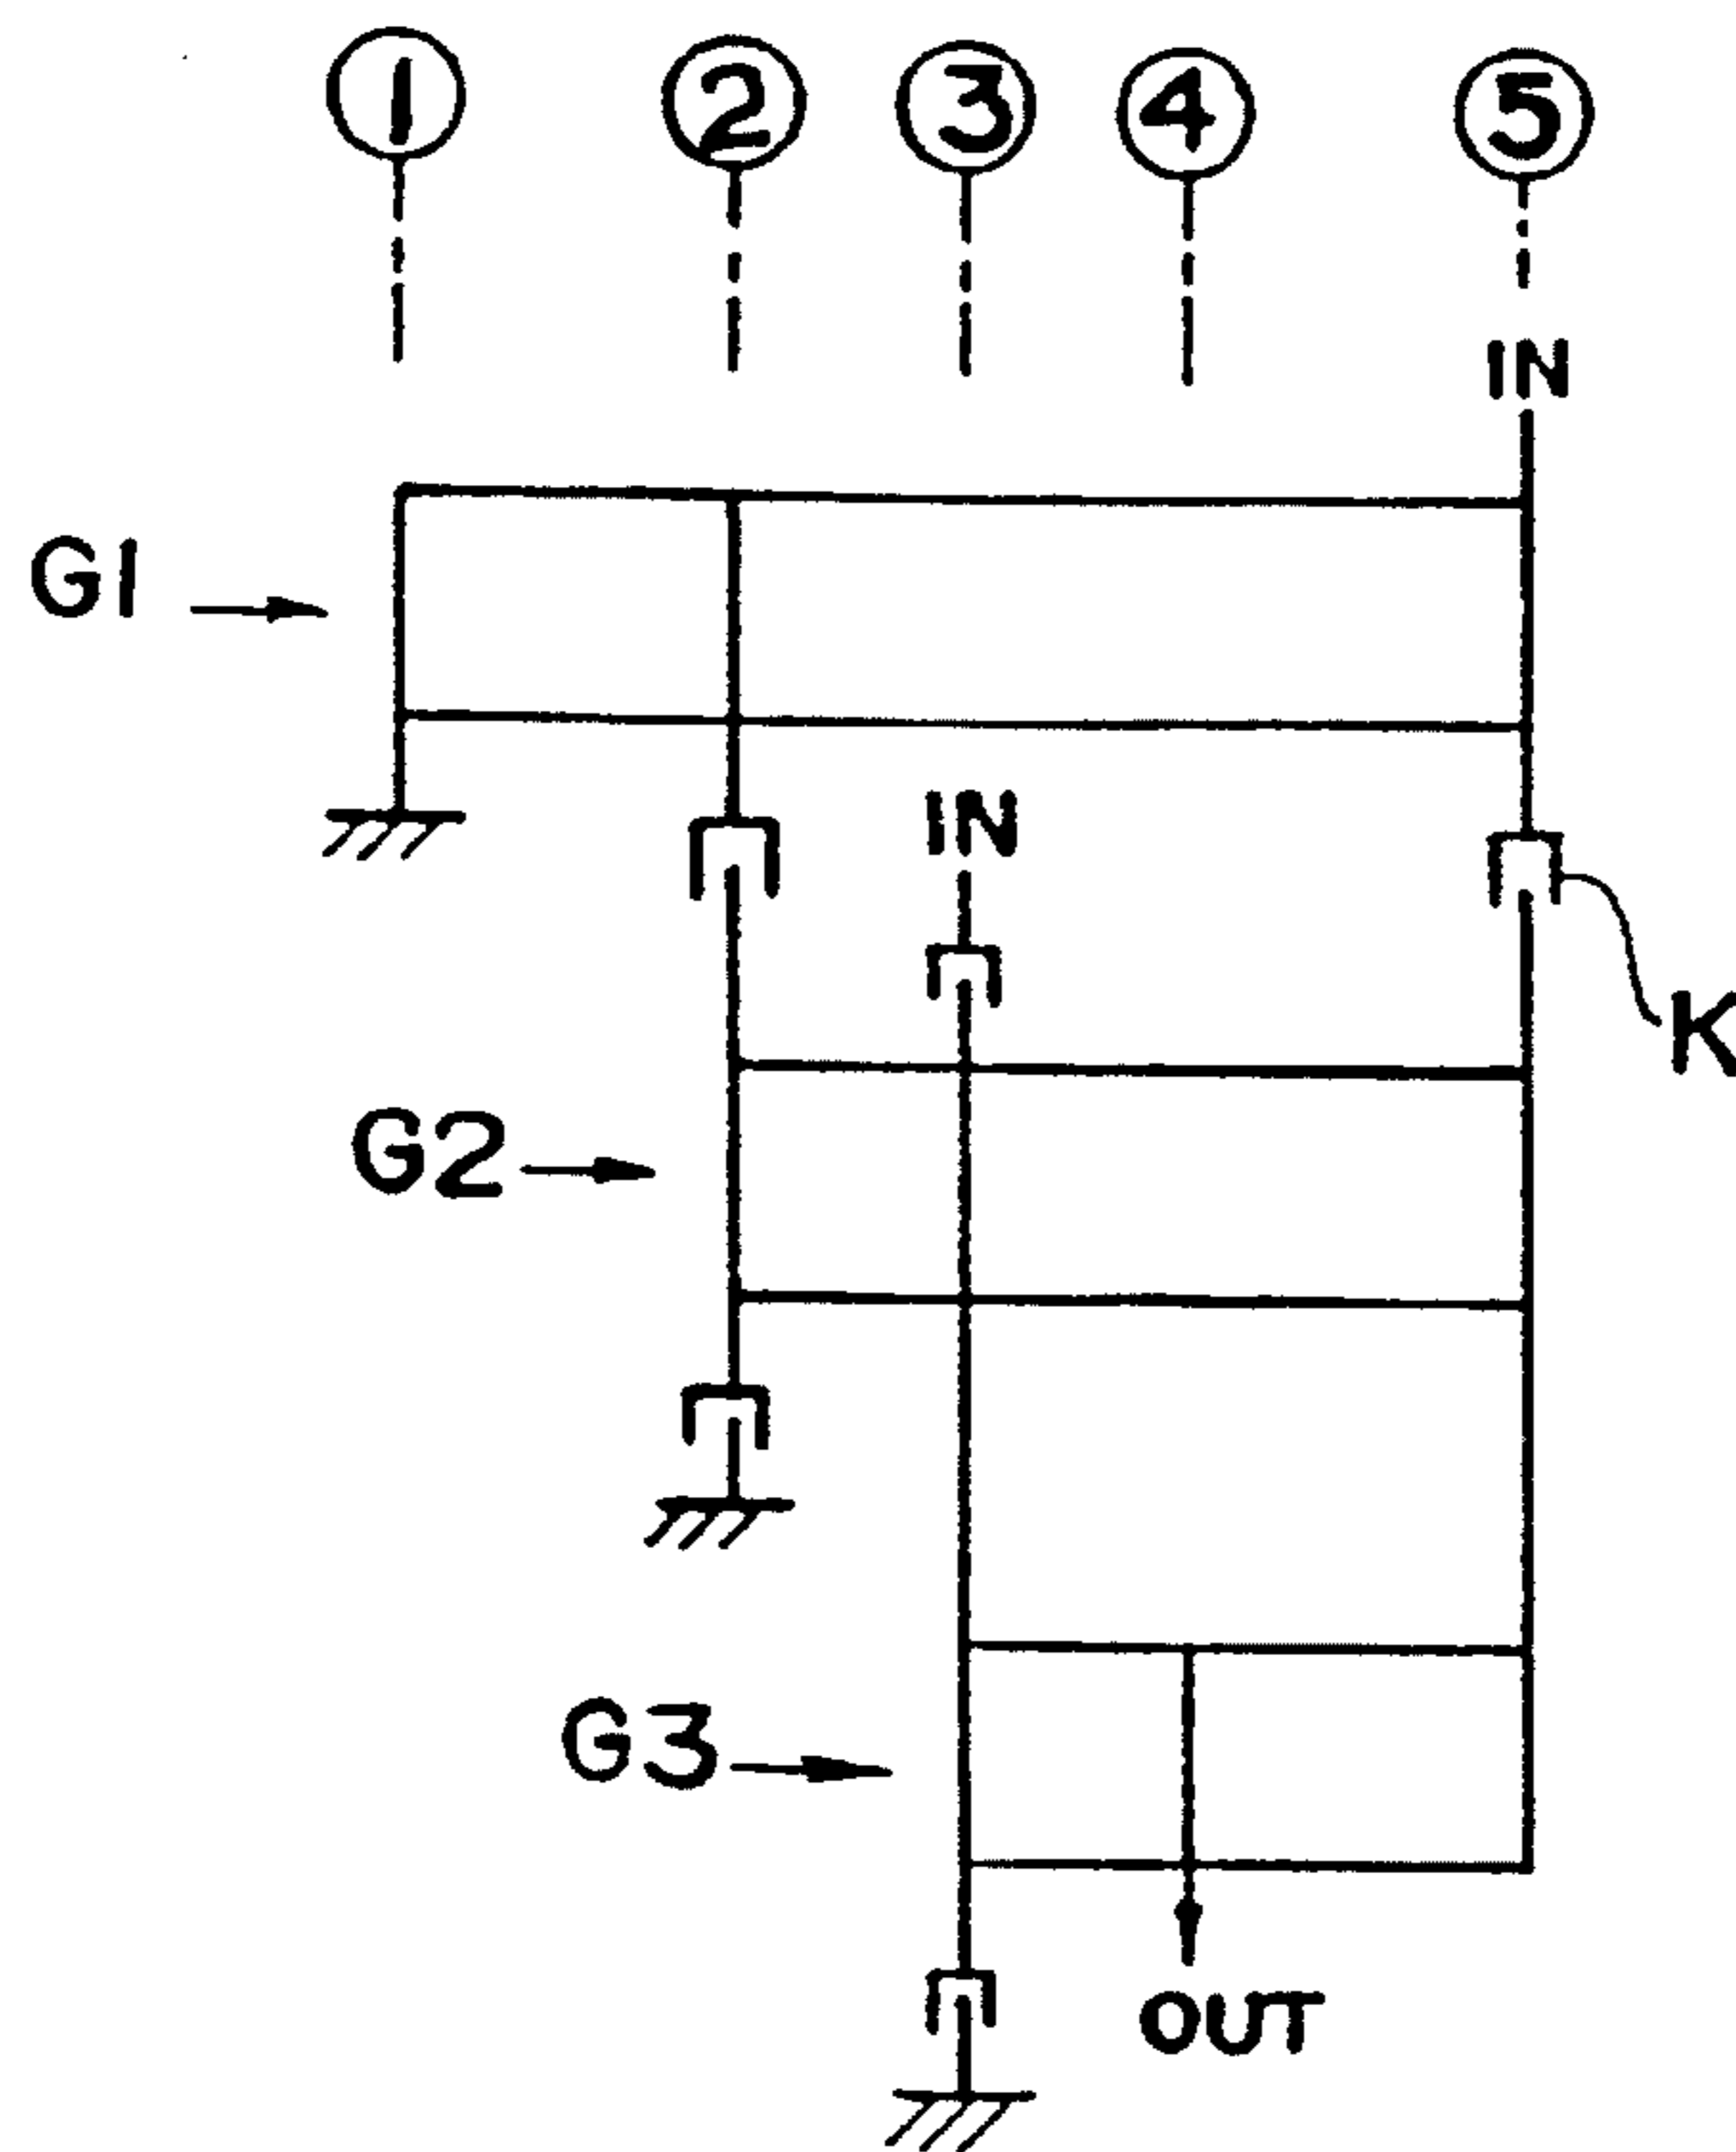 ① ② ③ ④ ⑤
IN
G1
IN
K
G2
G3
OUT